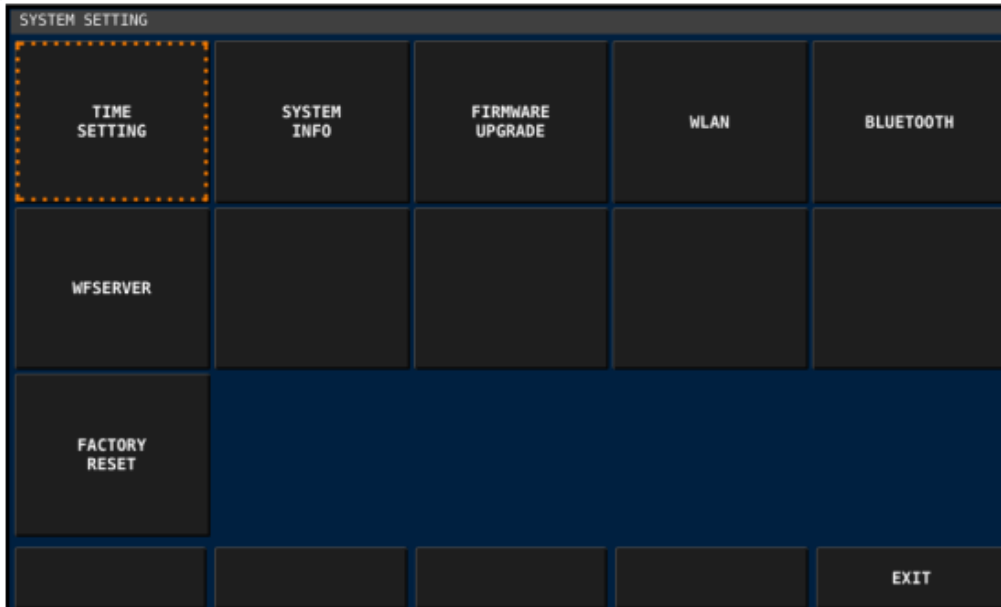 SYSTEM SETTING
TIME
SETTING
SYSTEM
INFO
FIRMWARE
UPGRADE
WLAN
BLUETOOTH
WFSERVER
FACTORY
RESET
EXIT